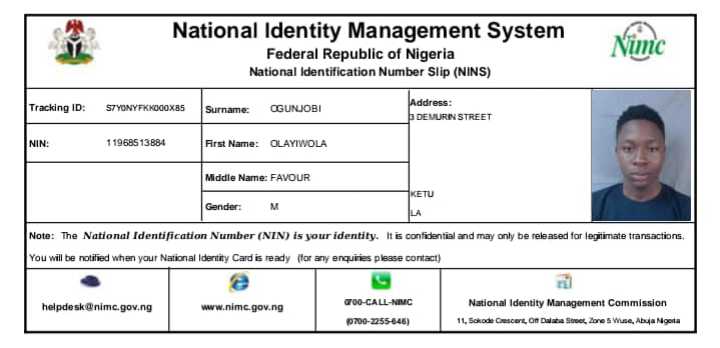 National Identity Management System
Federal Republic of Nigeria
National Identification Number Slip (NINS)
Nimc
Tracking ID: S7Y0NYFKK000X85
Surname: OGUNJOBI
Address:
3 DEMURIN STREET
NIN: 11968513884
First Name: OLAYIWOLA
Middle Name: FAVOUR
KETU
Gender: M
LA
Note: The National Identification Number (NIN) is your identity. It is confidential and may only be released for legitimate transactions.
You will be notified when your National Identity Card is ready (for any enquiries please contact)
helpdesk@nimc.gov.ng
www.nimc.gov.ng
0700-CALL-NIMC
(0700-2255-646)
National Identity Management Commission
11, Sokode Crescent, Off Dalaba Street, Zone 5 Wuse, Abuja Nigeria